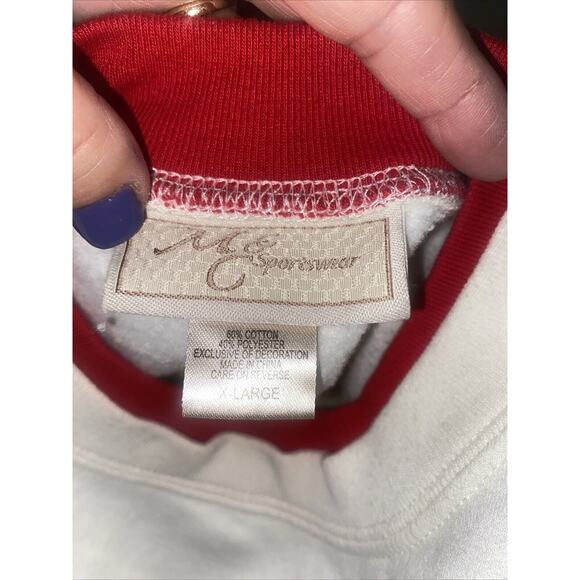 Sportswear
60% COTTON
40% POLYESTER
EXCLUSIVE OF DECORATION
MADE IN CHINA
CARE ON REVERSE
X-LARGE